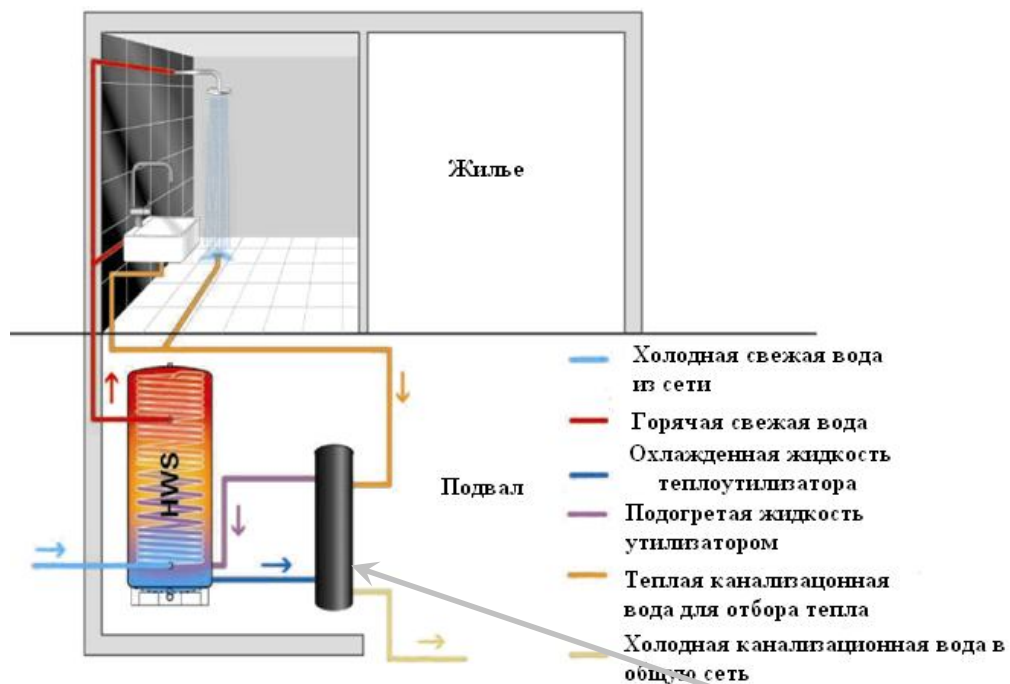 Жилье
Холодная свежая вода
из сети
Горячая свежая вода
Охлажденная жидкость
теплоутилизатора
Подвал
Подогретая жидкость
утилизатором
Теплая канализацонная
вода для отбора тепла
Холодная канализационная вода в
общую сеть
HWS